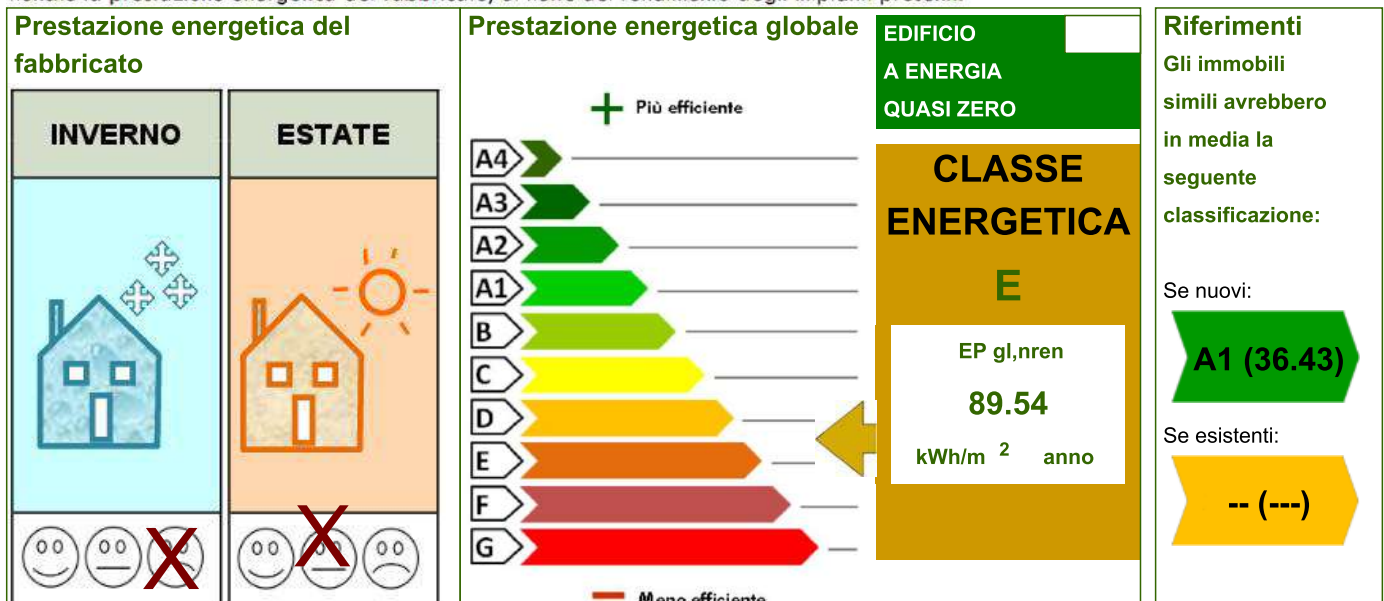 Prestazione energetica del
fabbricato
INVERNO
ESTATE
Prestazione energetica globale
Più efficiente
A4
A3
A2
A1
B
C
D
E
F
G
Meno efficiente
EDIFICIO
A ENERGIA
QUASI ZERO
CLASSE
ENERGETICA
E
EP gl,nren
89.54
kWh/m 2 anno
Riferimenti
Gli immobili
simili avrebbero
in media la
seguente
classificazione:
Se nuovi:
A1 (36.43)
Se esistenti:
-- (---)